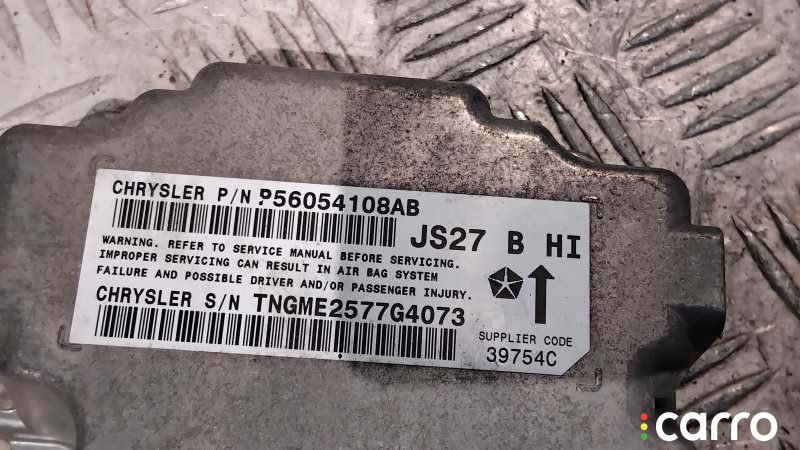 CHRYSLER P/N P56054108AB
JS27 B HI
WARNING. REFER TO SERVICE MANUAL BEFORE SERVICING.
IMPROPER SERVICING CAN RESULT IN AIR BAG SYSTEM
FAILURE AND POSSIBLE DRIVER AND/OR PASSENGER INJURY.
CHRYSLER S/N TNGME2577G4073
SUPPLIER CODE
39754C
carro